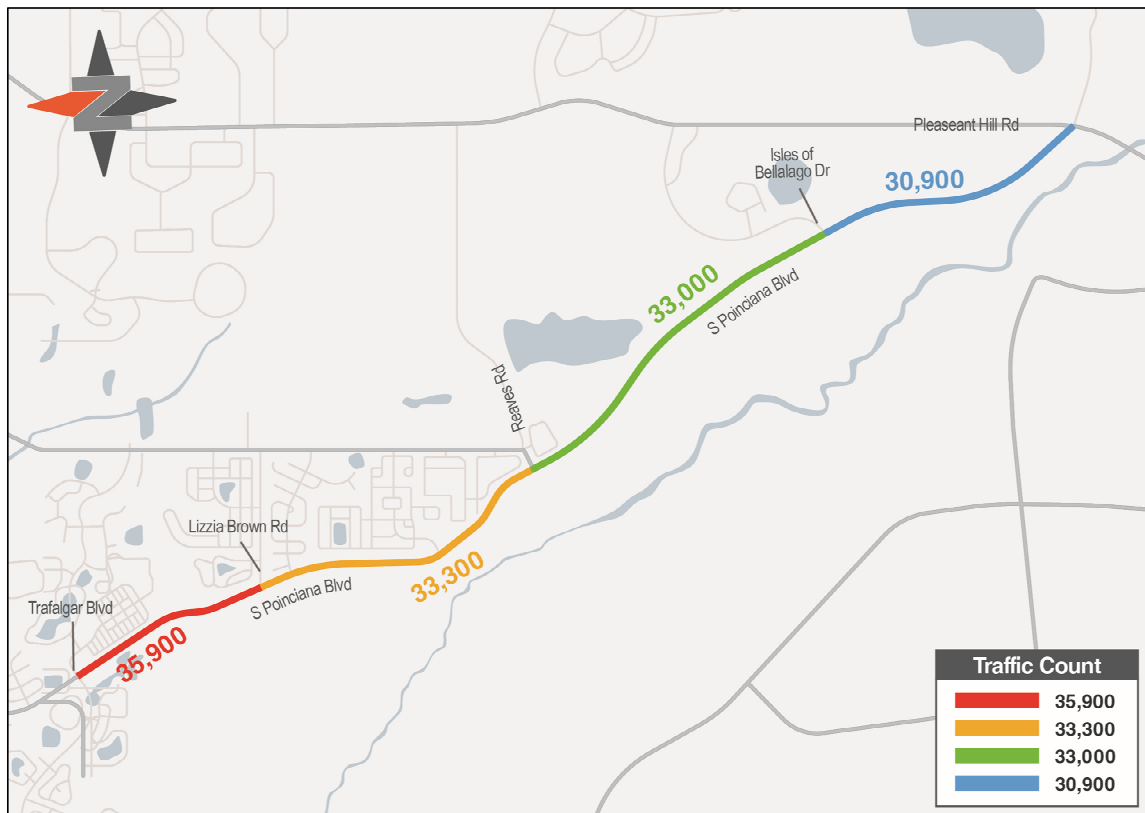 Pleaseant Hill Rd
Isles of
Bellalago Dr
30,900
33,000
S Poinciana Blvd
Reaves Rd
Lizzia Brown Rd
33,300
S Poinciana Blvd
Trafalgar Blvd
35,900
Traffic Count
35,900
33,300
33,000
30,900